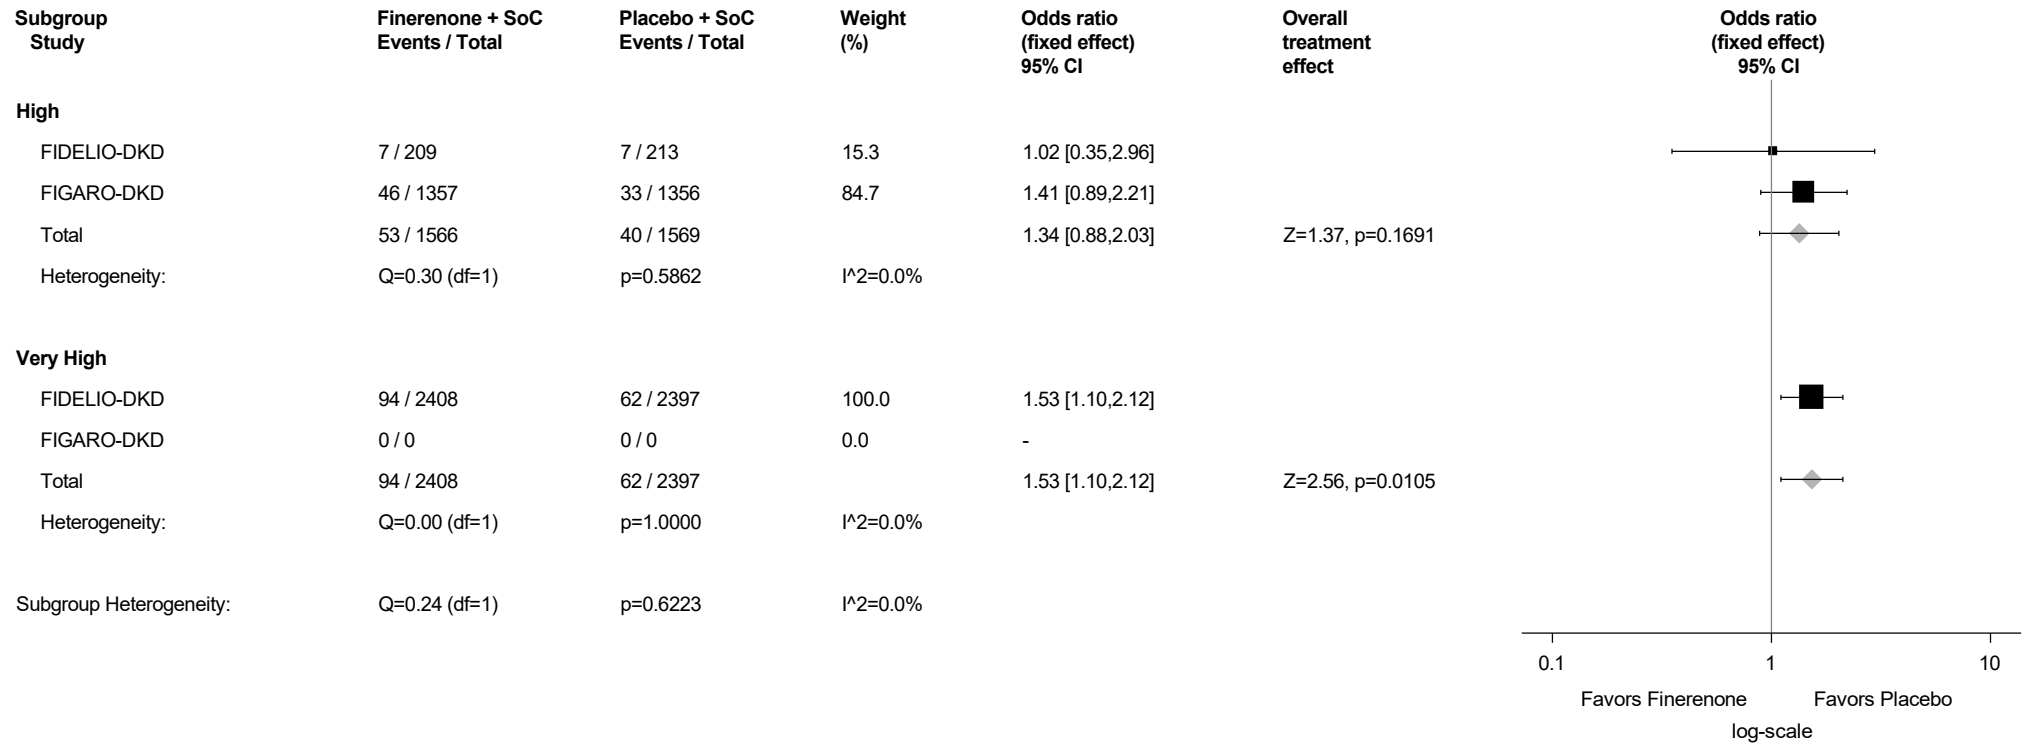 Subgroup Finerenone + SoC Placebo + SoC Weight Odds ratio Overall Odds ratio
Study Events / Total Events / Total (%) (fixed effect) treatment (fixed effect)
95% CI effect 95% CI
High
FIDELIO-DKD 7 / 209 7 / 213 15.3 1.02 [0.35,2.96]
FIGARO-DKD 46 / 1357 33 / 1356 84.7 1.41 [0.89,2.21]
Total 53 / 1566 40 / 1569 1.34 [0.88,2.03] Z=1.37, p=0.1691
Heterogeneity: Q=0.30 (df=1) p=0.5862 I^2=0.0%
Very High
FIDELIO-DKD 94 / 2408 62 / 2397 100.0 1.53 [1.10,2.12]
FIGARO-DKD 0 / 0 0 / 0 0.0 -
Total 94 / 2408 62 / 2397 1.53 [1.10,2.12] Z=2.56, p=0.0105
Heterogeneity: Q=0.00 (df=1) p=1.0000 I^2=0.0%
Subgroup Heterogeneity: Q=0.24 (df=1) p=0.6223 I^2=0.0%
0.1 1 10
Favors Finerenone Favors Placebo
log-scale